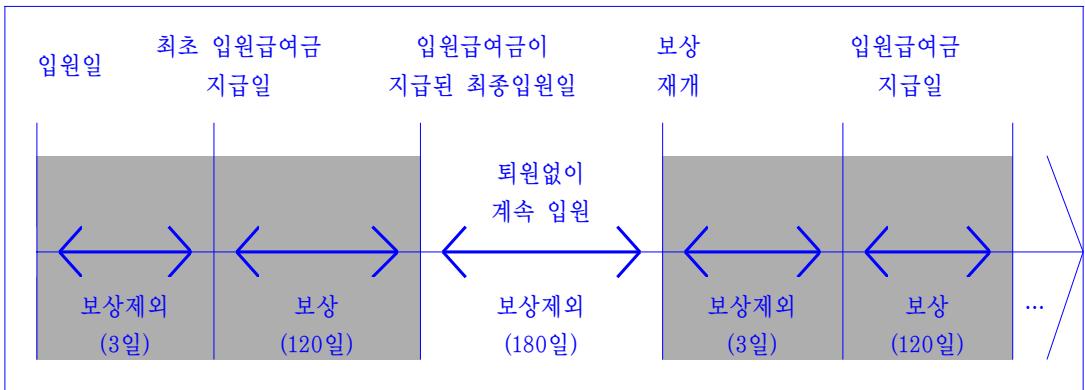 입원일
최초 입원급여금
지급일
입원급여금이
지급된 최종입원일
보상
재개
입원급여금
지급일
퇴원없이
계속 입원
보상제외
(3일)
보상
(120일)
보상제외
(180일)
보상제외
(3일)
보상
(120일)
…